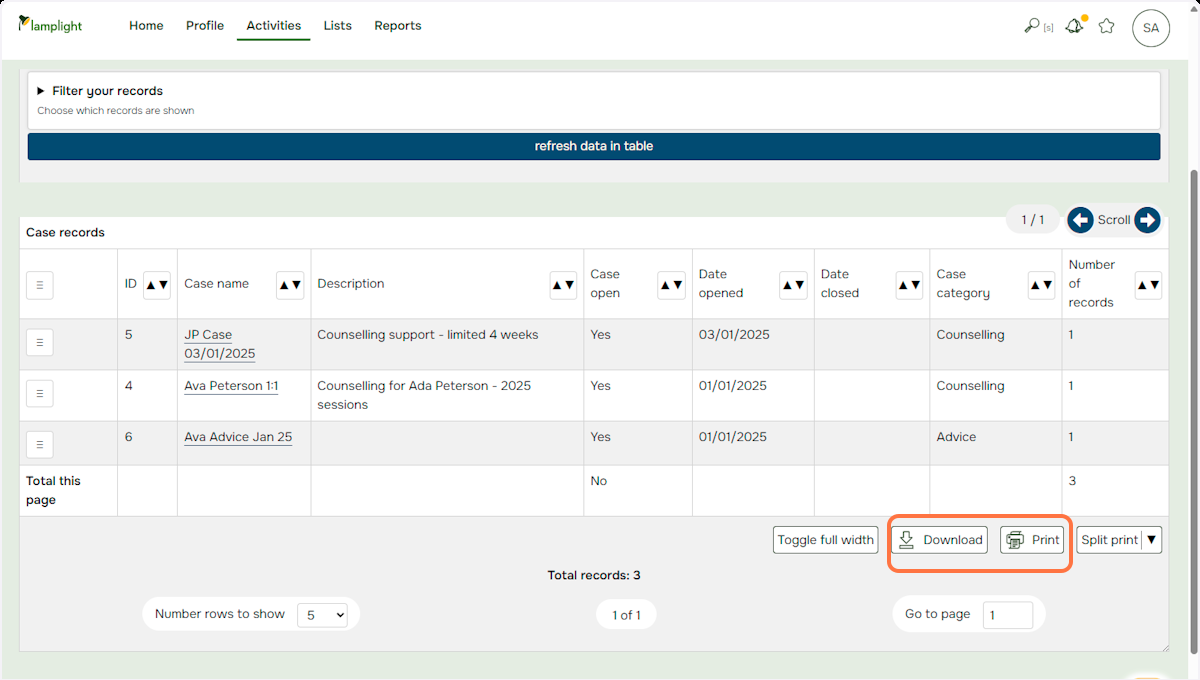 lamplight
Home Profile Activities Lists Reports
[s]
SA
▶ Filter your records
Choose which records are shown
refresh data in table
1 / 1 Scroll
Case records
ID ▲▼ Case name ▲▼ Description ▲▼ Case open ▲▼ Date opened ▲▼ Date closed ▲▼ Case category ▲▼ Number of records ▲▼
5 JP Case 03/01/2025 Counselling support - limited 4 weeks Yes 03/01/2025 Counselling 1
4 Ava Peterson 1:1 Counselling for Ada Peterson - 2025 sessions Yes 01/01/2025 Counselling 1
6 Ava Advice Jan 25 Yes 01/01/2025 Advice 1
Total this page No 3
Toggle full width Download Print Split print ▼
Total records: 3
Number rows to show 5 1 of 1 Go to page 1